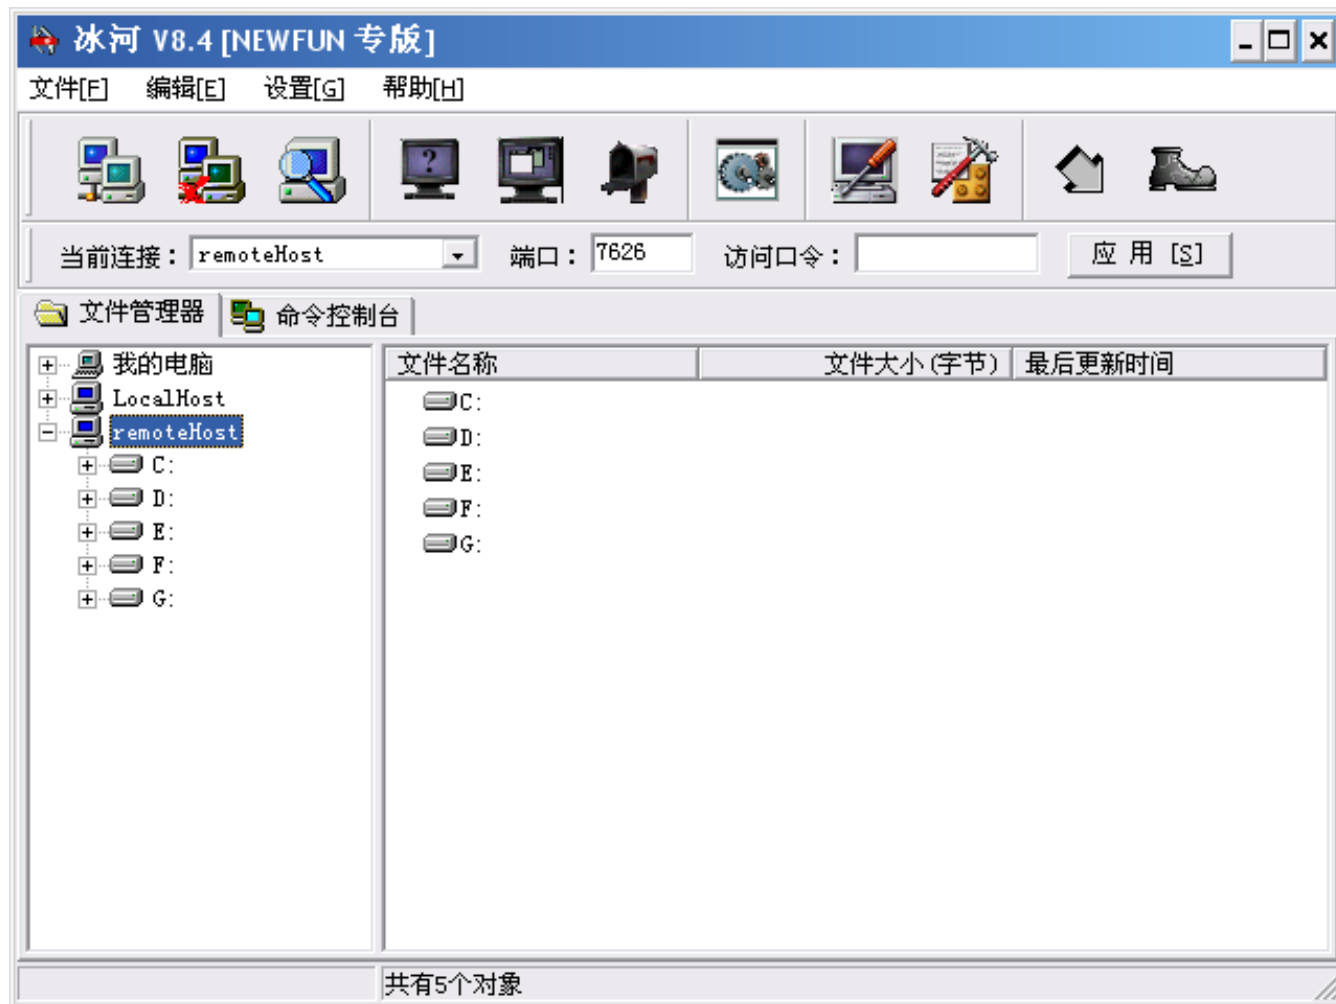 冰河 V8.4 [NEWFUN 专版]
文件[F] 编辑[E] 设置[G] 帮助[H]
?
当前连接： remoteHost 端口： 7626 访问口令： 应 用 [S]
文件管理器 命令控制台
我的电脑
LocalHost
remoteHost
C:
D:
E:
F:
G:
文件名称 文件大小(字节) 最后更新时间
C:
D:
E:
F:
G:
共有5个对象